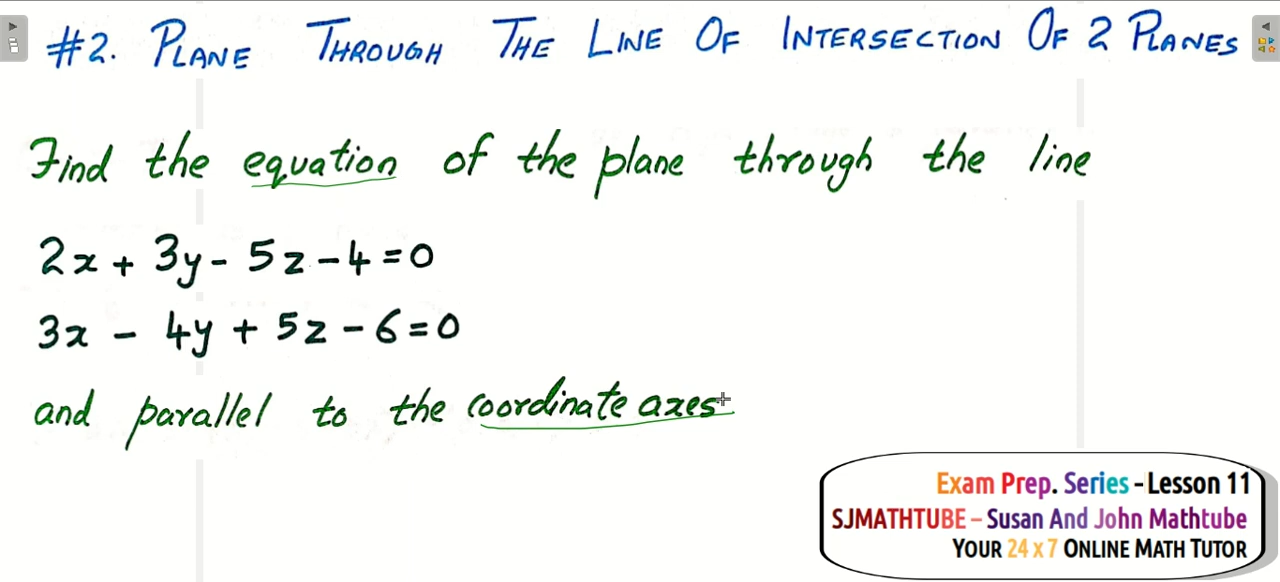 #2. PLANE THROUGH THE LINE OF INTERSECTION OF 2 PLANES
Find the equation of the plane through the line
2x + 3y - 5z - 4 = 0
3x - 4y + 5z - 6 = 0
and parallel to the coordinate axes
Exam Prep. Series - Lesson 11
SJMATHTUBE – Susan And John Mathtube
YOUR 24 x 7 ONLINE MATH TUTOR